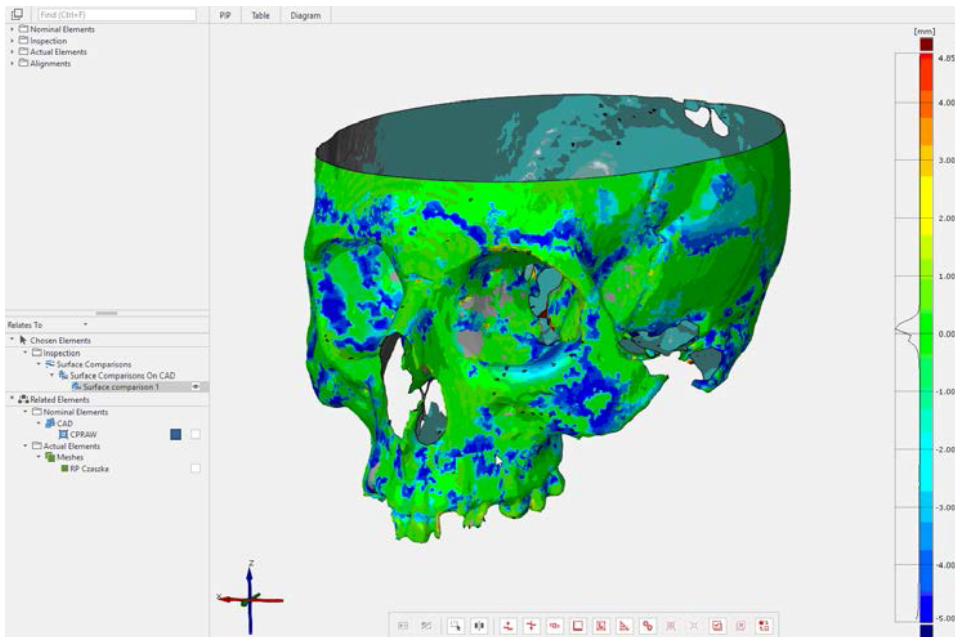 Find (Ctrl+F)
PIP Table Diagram
Nominal Elements
Inspection
Actual Elements
Alignments
Relates To
Chosen Elements
Inspection
Surface Comparisons
Surface Comparisons On CAD
Surface comparison 1
Related Elements
Nominal Elements
CAD
CPRAW
Actual Elements
Meshes
RP Czaszka
[mm]
4.05
4.00
3.00
2.00
1.00
0.00
-1.00
-2.00
-3.00
-4.00
-5.00
Z
X